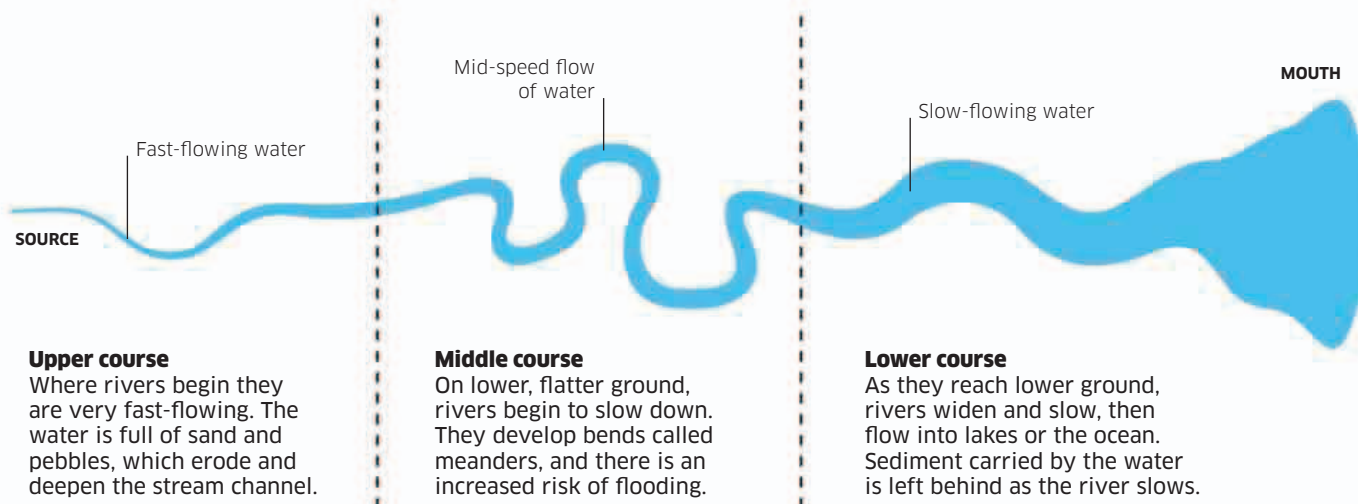 Mid-speed flow
of water
MOUTH
Slow-flowing water
Fast-flowing water
SOURCE
Upper course
Where rivers begin they
are very fast-flowing. The
water is full of sand and
pebbles, which erode and
deepen the stream channel.
Middle course
On lower, flatter ground,
rivers begin to slow down.
They develop bends called
meanders, and there is an
increased risk of flooding.
Lower course
As they reach lower ground,
rivers widen and slow, then
flow into lakes or the ocean.
Sediment carried by the water
is left behind as the river slows.